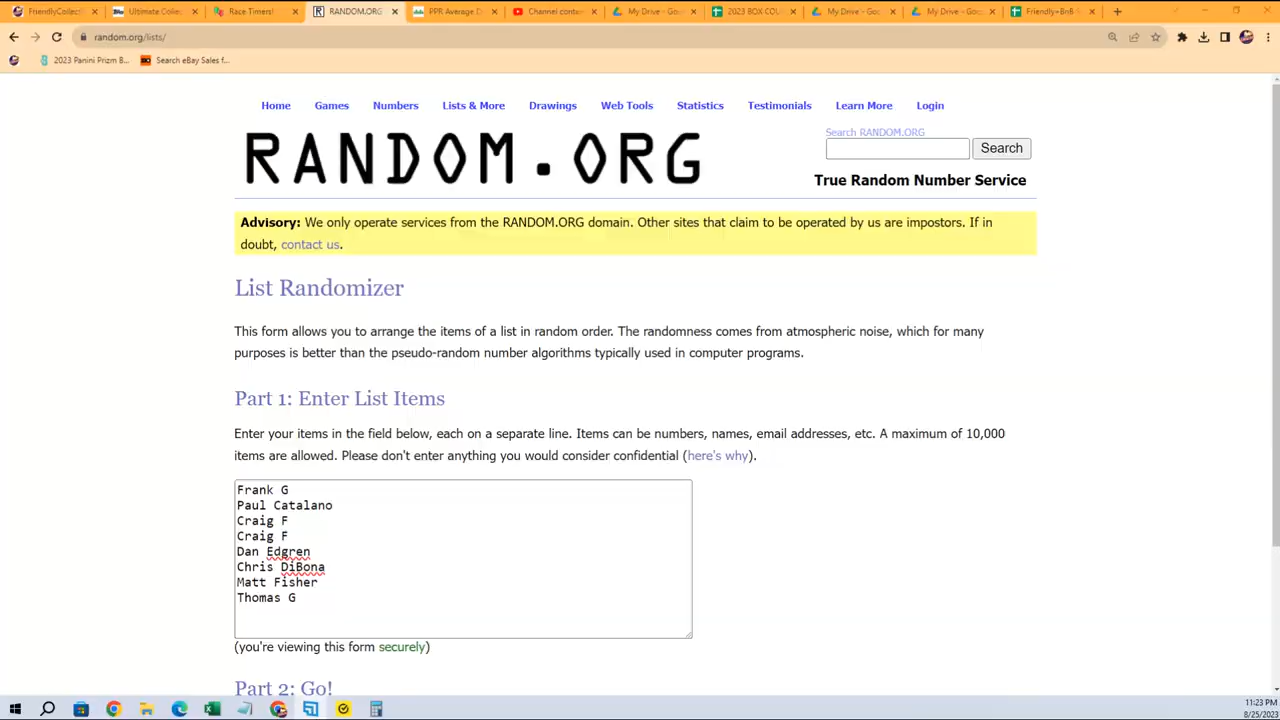 FriendlyCollect
Ultimate Collec
Race Timers!
RANDOM.ORG
PPR Average D
Channel conten
My Drive - Goo
2023 BOX COU
My Drive - Goo
My Drive - Goo
Friendly+BnB
random.org/lists/
2023 Panini Prizm B...
Search eBay Sales f...
Home
Games
Numbers
Lists & More
Drawings
Web Tools
Statistics
Testimonials
Learn More
Login
RANDOM.ORG
Search RANDOM.ORG
Search
True Random Number Service
Advisory: We only operate services from the RANDOM.ORG domain. Other sites that claim to be operated by us are impostors. If in
doubt, contact us.
List Randomizer
This form allows you to arrange the items of a list in random order. The randomness comes from atmospheric noise, which for many
purposes is better than the pseudo-random number algorithms typically used in computer programs.
Part 1: Enter List Items
Enter your items in the field below, each on a separate line. Items can be numbers, names, email addresses, etc. A maximum of 10,000
items are allowed. Please don't enter anything you would consider confidential (here's why).
Frank G
Paul Catalano
Craig F
Craig F
Dan Edgren
Chris DiBona
Matt Fisher
Thomas G
(you're viewing this form securely)
Part 2: Go!
11:23 PM
8/25/2023